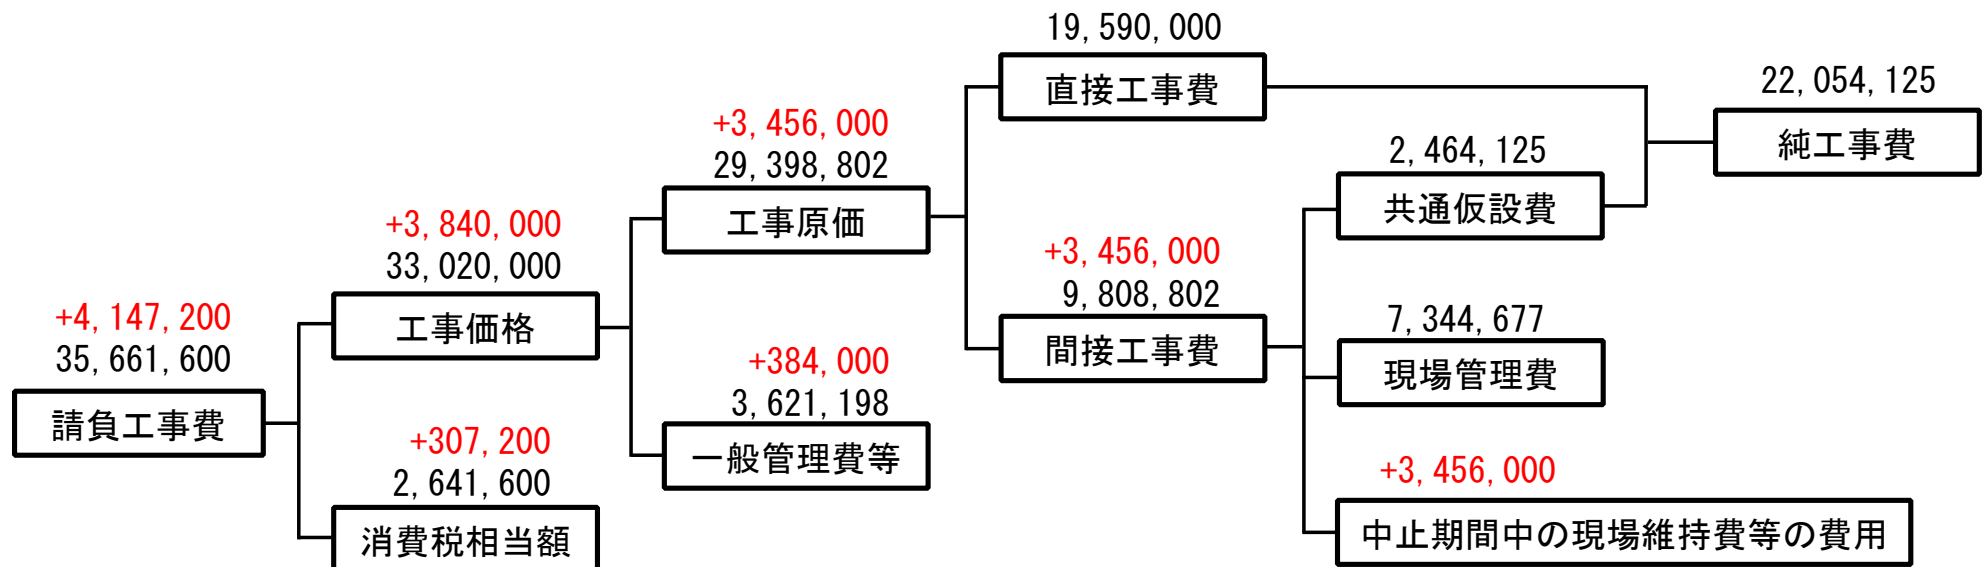 +4,147,200
35,661,600
請負工事費
+3,840,000
33,020,000
工事価格
+307,200
2,641,600
消費税相当額
+3,456,000
29,398,802
工事原価
+384,000
3,621,198
一般管理費等
19,590,000
直接工事費
+3,456,000
9,808,802
間接工事費
2,464,125
共通仮設費
7,344,677
現場管理費
+3,456,000
中止期間中の現場維持費等の費用
22,054,125
純工事費